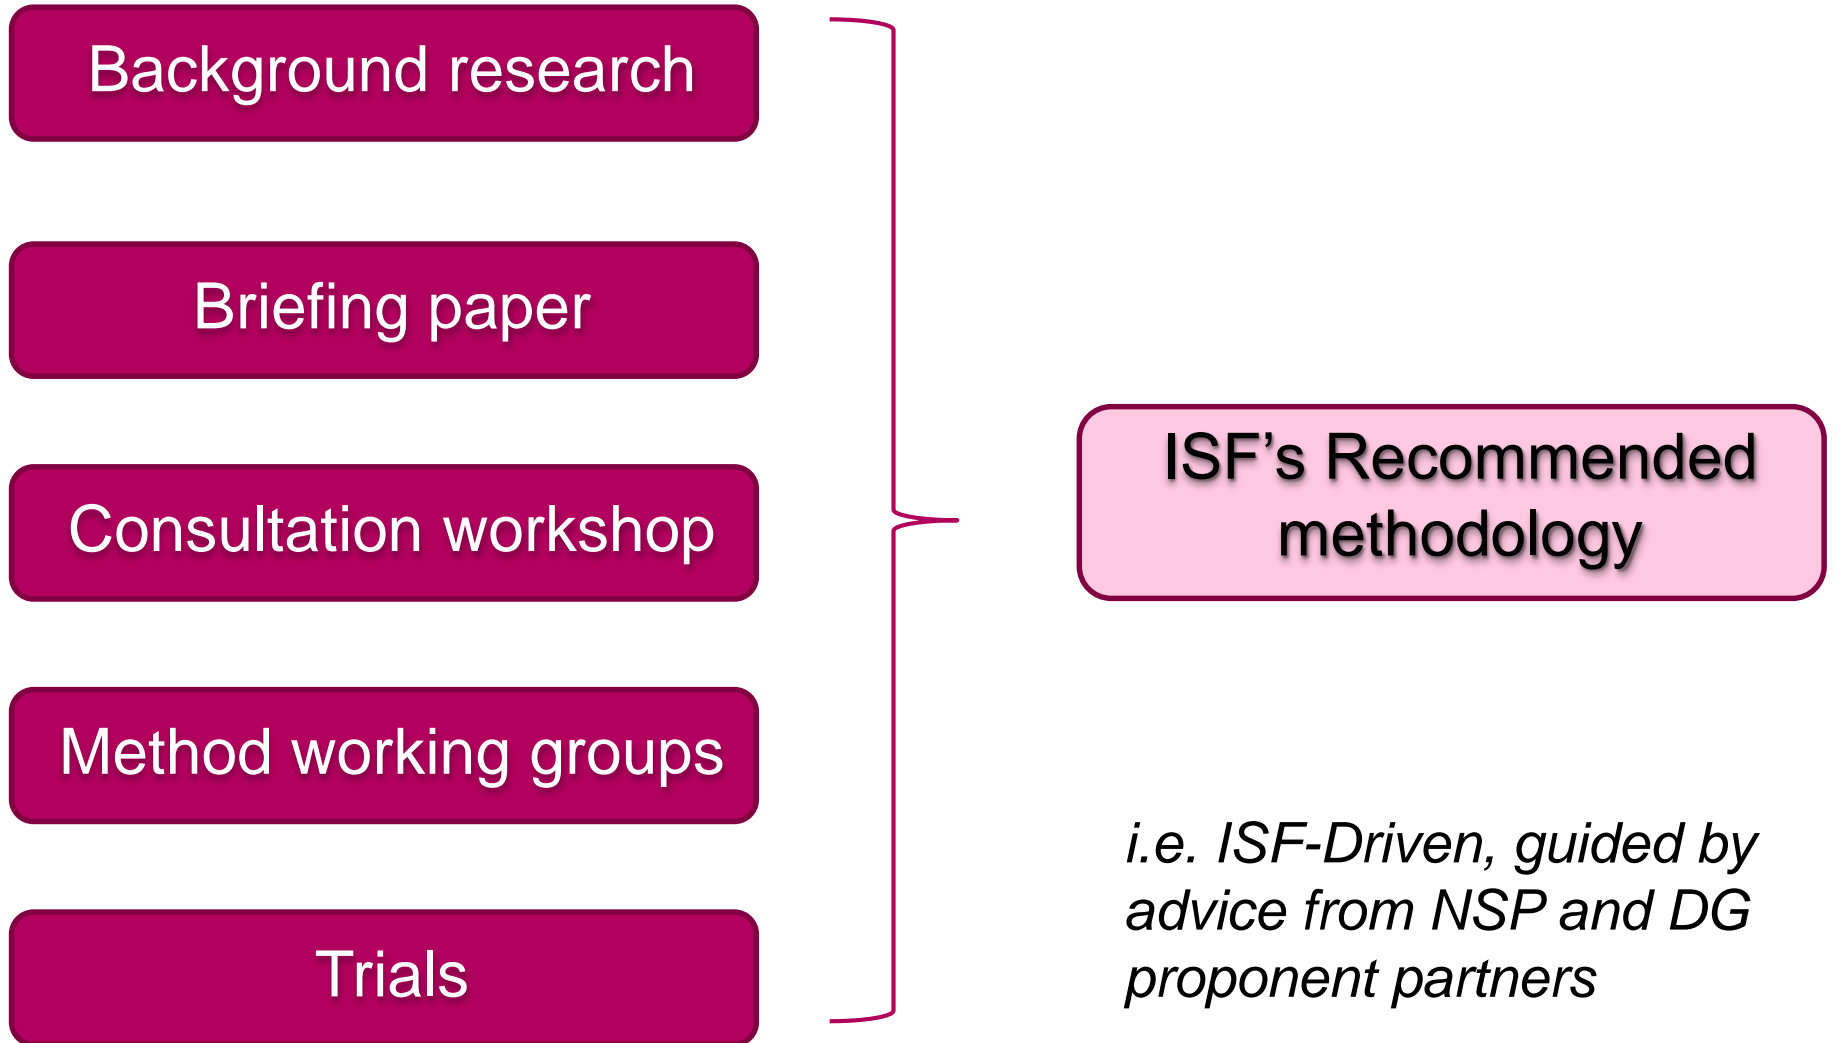 Background research
Briefing paper
Consultation workshop
Method working groups
Trials
ISF’s Recommended
methodology
i.e. ISF-Driven, guided by
advice from NSP and DG
proponent partners